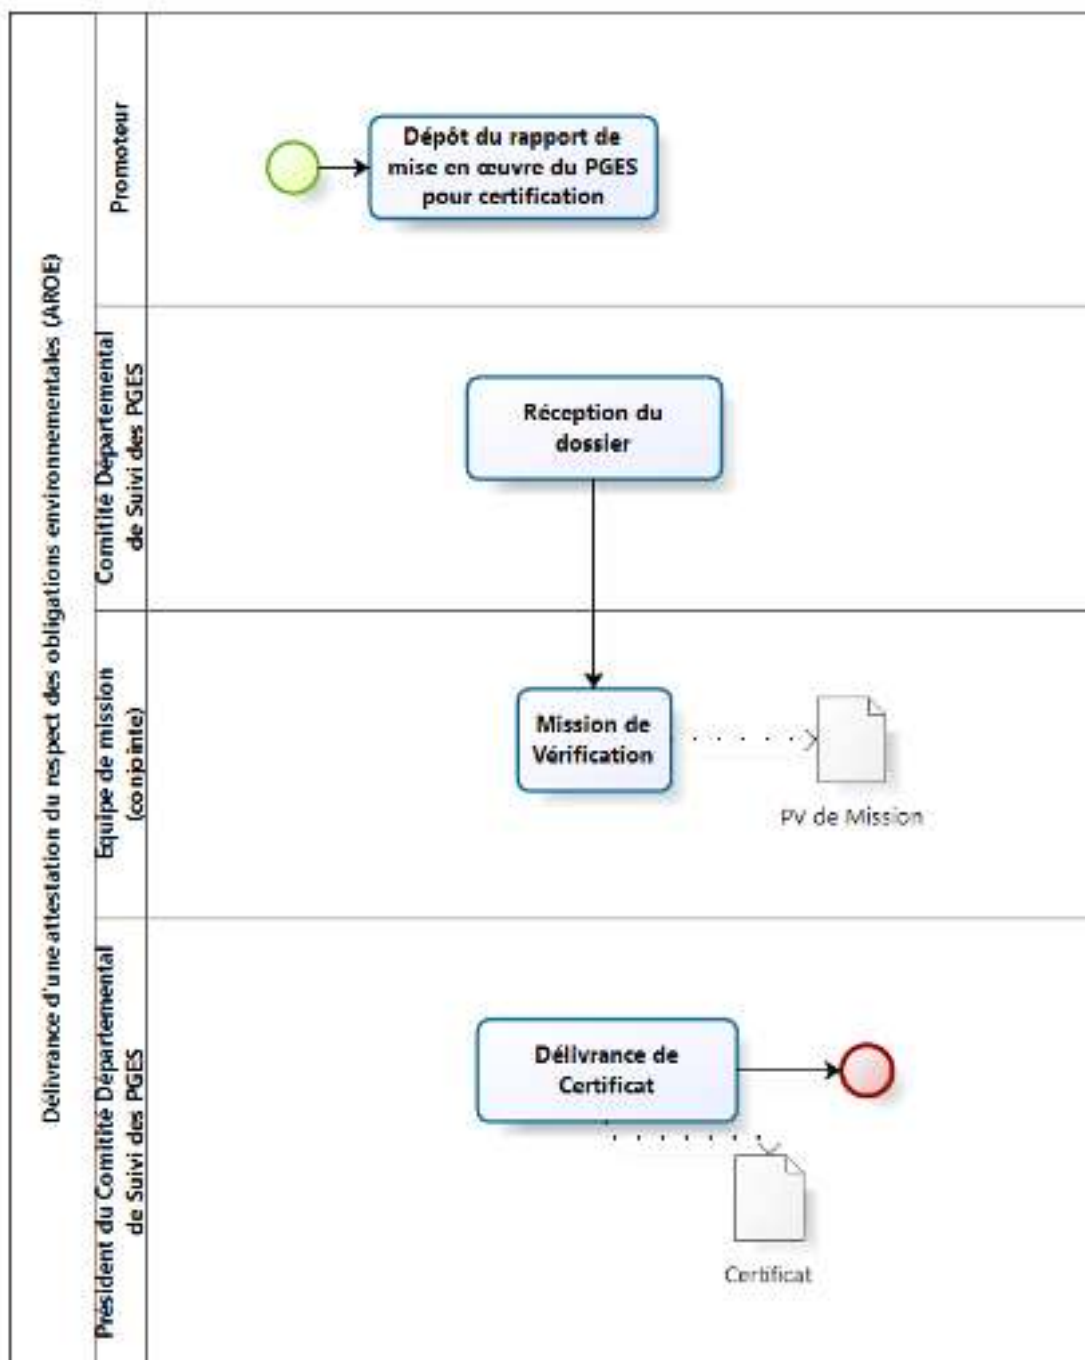 Délivrance d'une attestation du respect des obligations environnementales (AROE)
Promoteur
Dépôt du rapport de
mise en œuvre du PGES
pour certification
Comitité Départemental
de Suivi des PGES
Réception du
dossier
Equipe de mission
(conjointe)
Mission de
Vérification
PV de Mission
Président du Comitité Départemental
de Suivi des PGES
Délivrance de
Certificat
Certificat